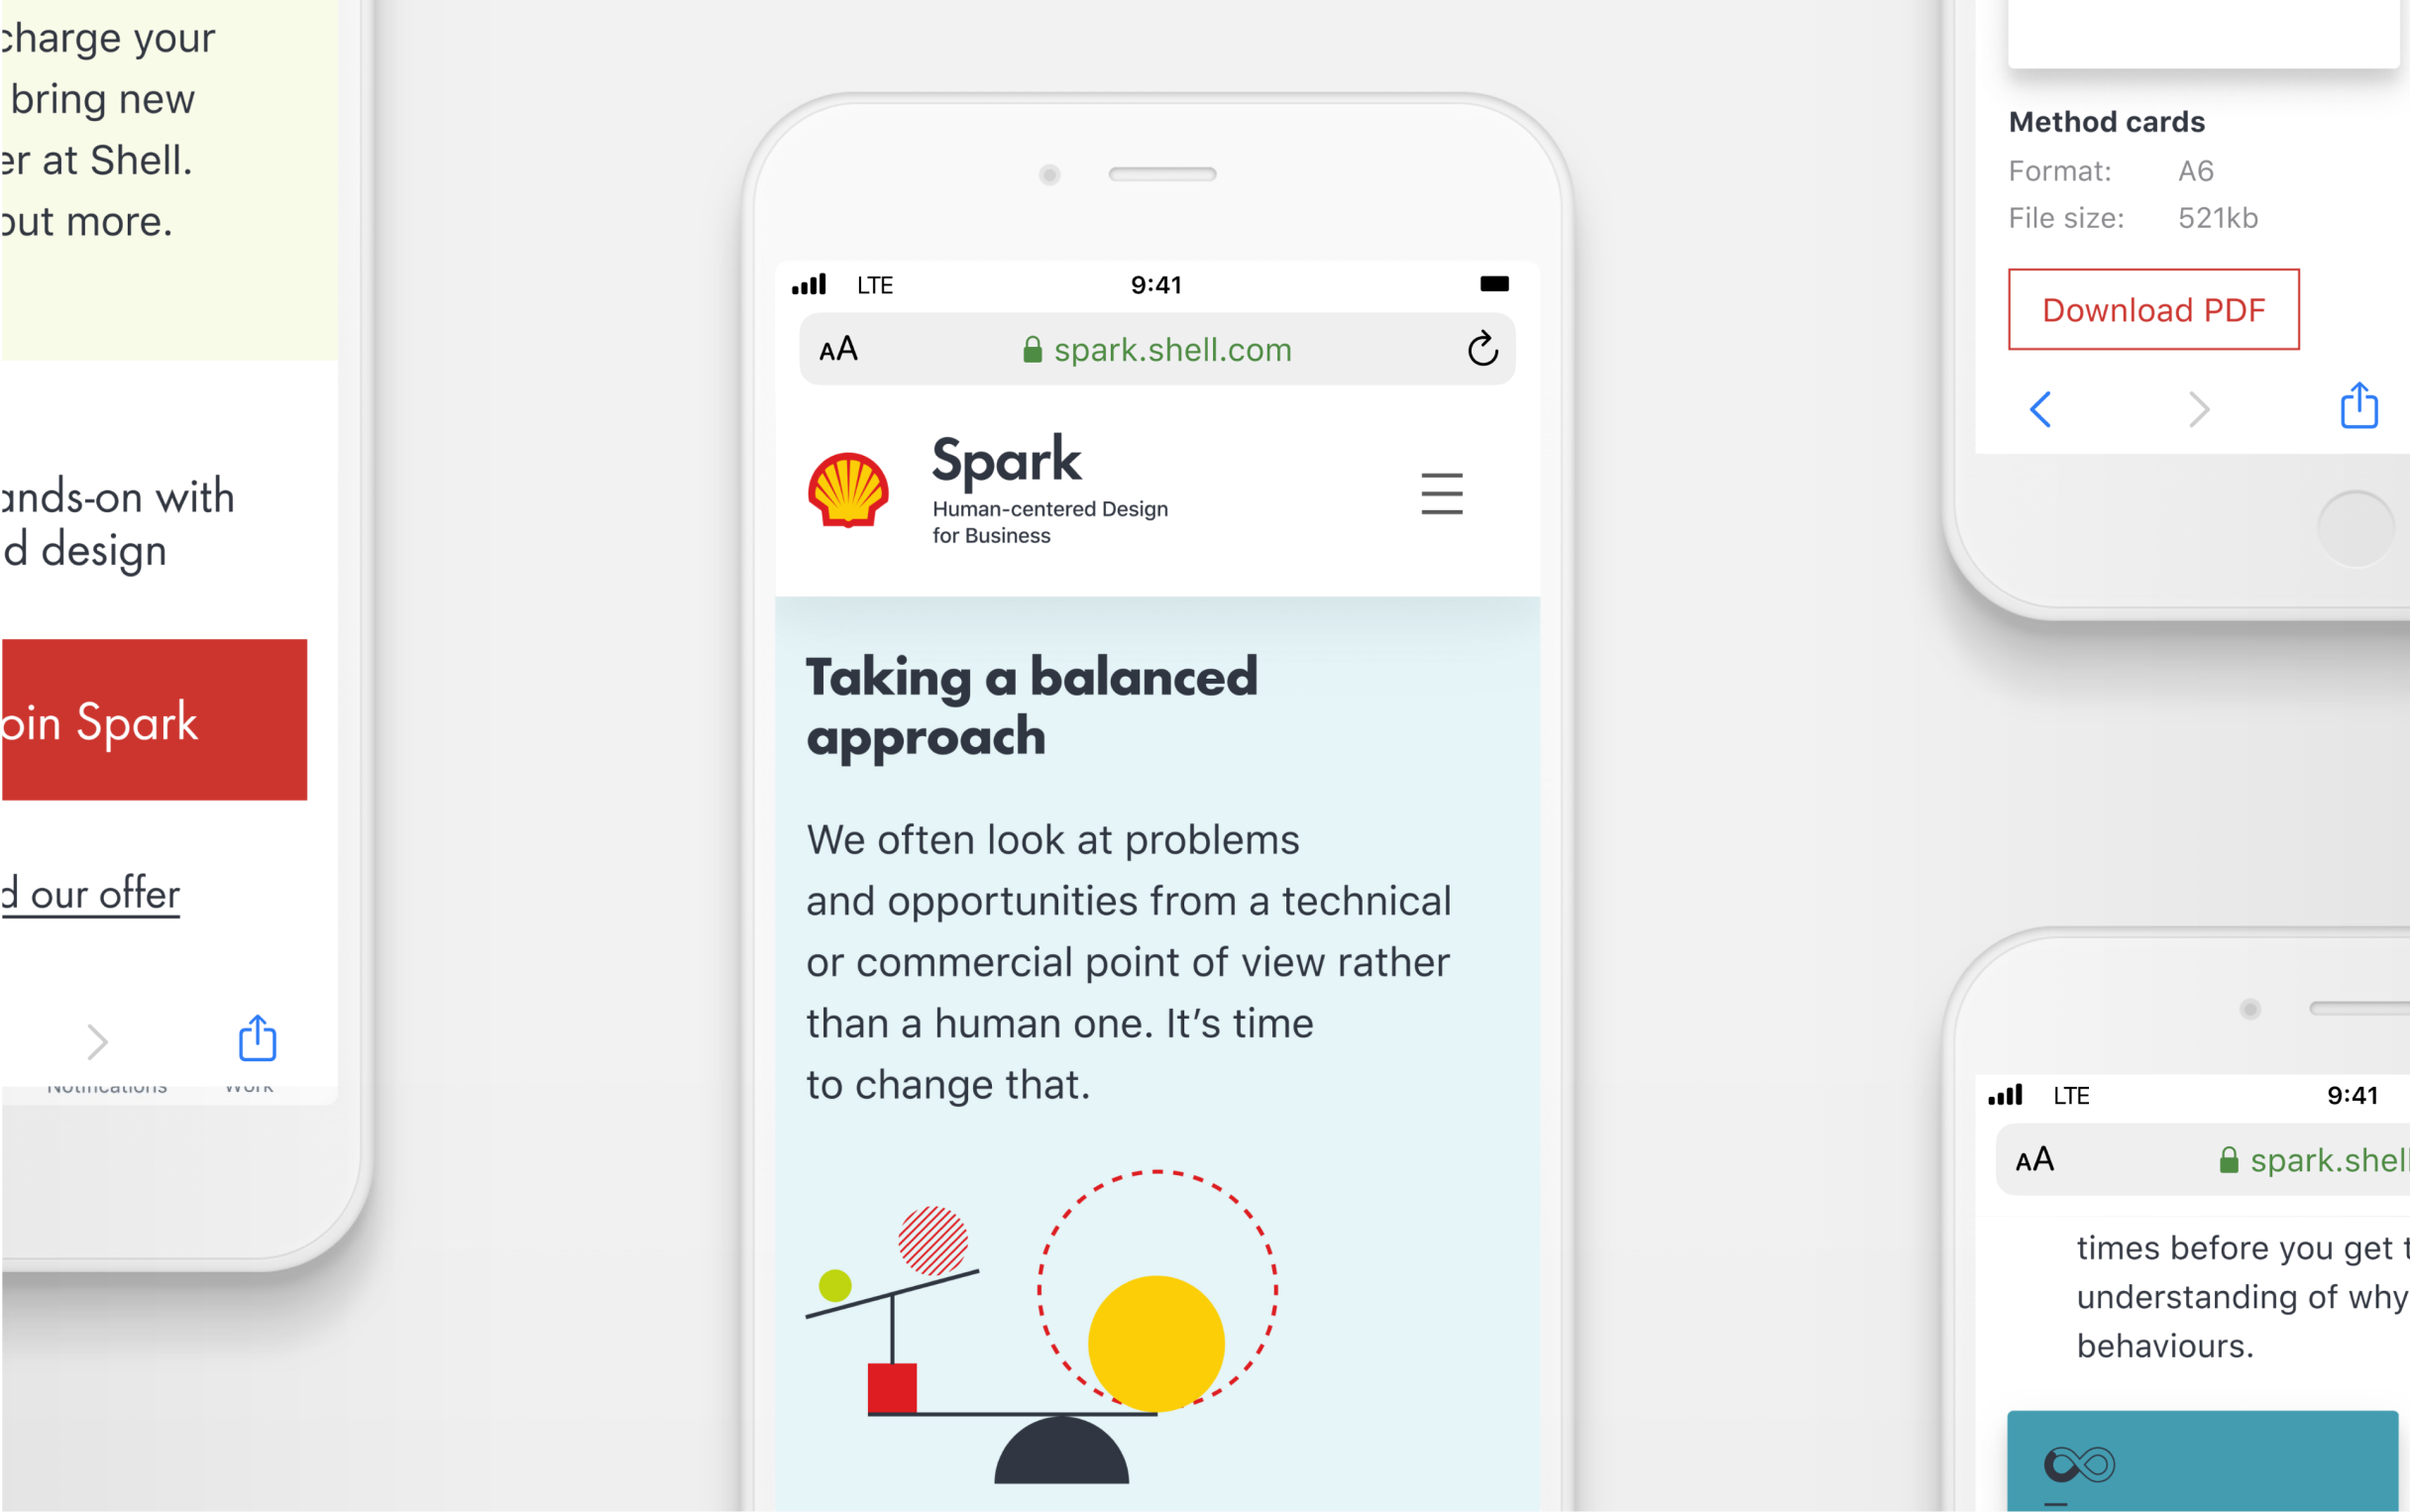 charge your
bring new
er at Shell.
out more.
ands-on with
d design
oin Spark
d our offer
Notifications
Work
LTE
9:41
AA
spark.shell.com
Spark
Human-centered Design
for Business
Taking a balanced
approach
We often look at problems
and opportunities from a technical
or commercial point of view rather
than a human one. It’s time
to change that.
Method cards
Format: A6
File size: 521kb
Download PDF
LTE
9:41
AA
spark.shell
times before you get t
understanding of why
behaviours.